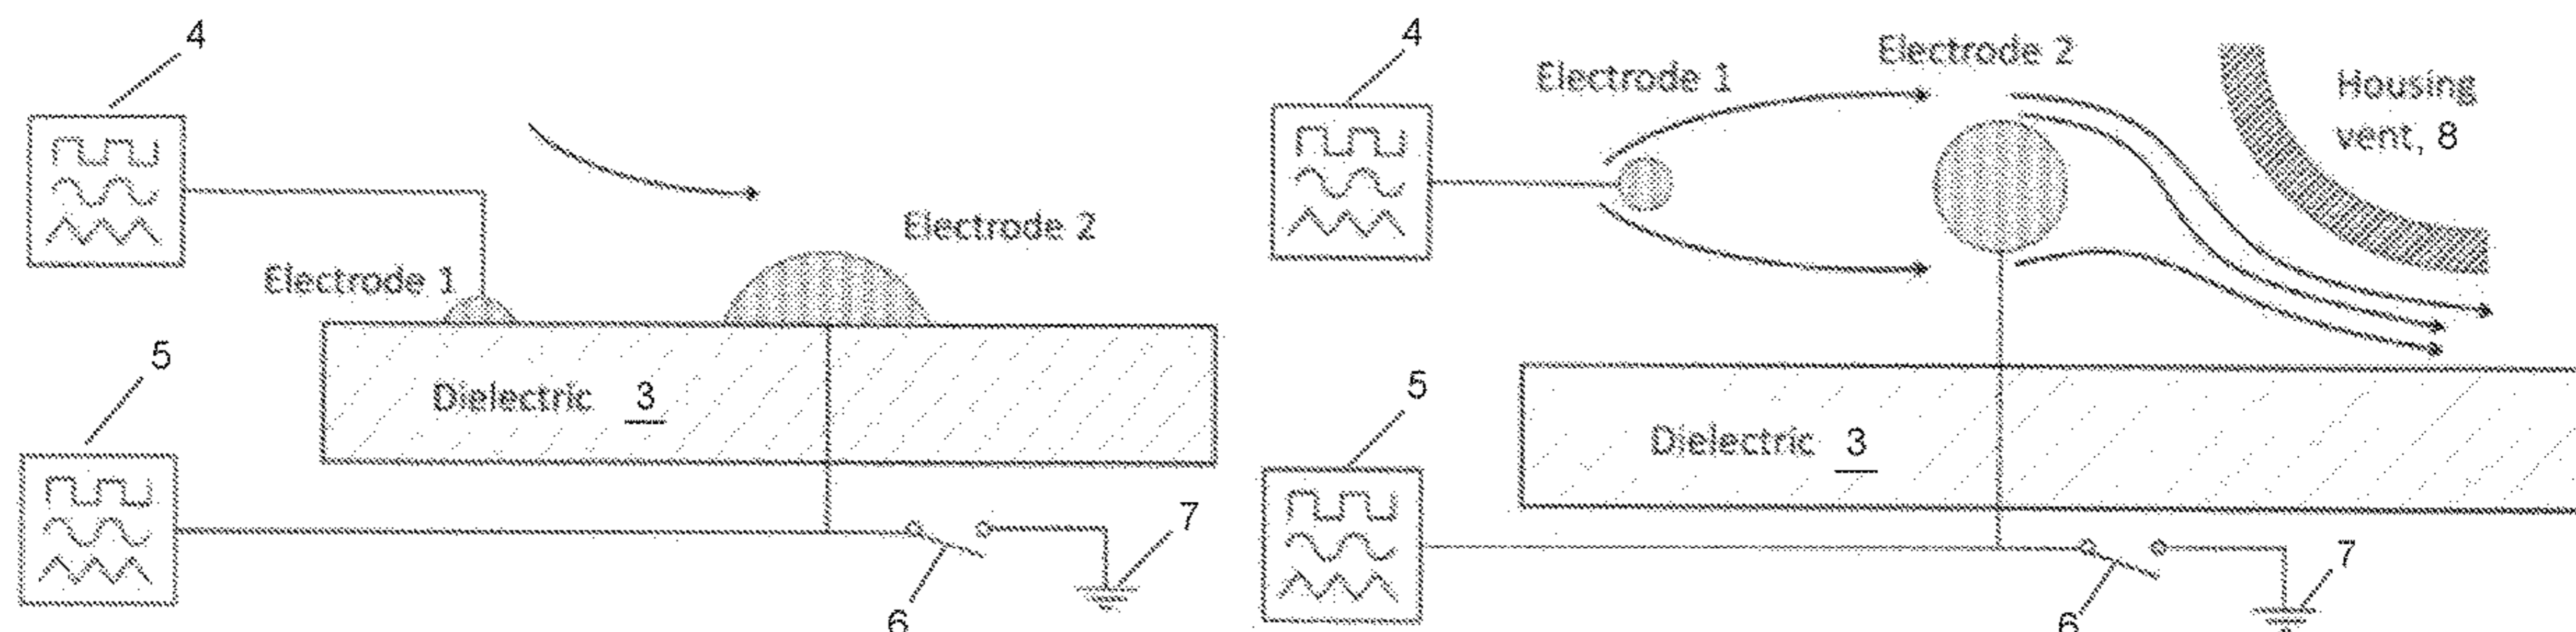 4
Electrode 2
Electrode 1
5
Dielectric 3
7
6
4
Electrode 2
Electrode 1
Housing
vent, 8
5
Dielectric 3
7
6